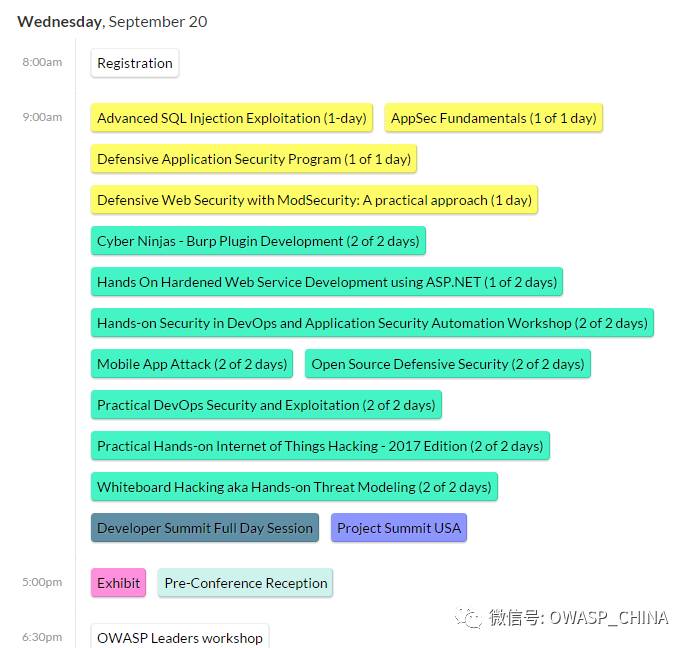 Wednesday, September 20
8:00am
Registration
9:00am
Advanced SQL Injection Exploitation (1-day) AppSec Fundamentals (1 of 1 day)
Defensive Application Security Program (1 of 1 day)
Defensive Web Security with ModSecurity: A practical approach (1 day)
Cyber Ninjas - Burp Plugin Development (2 of 2 days)
Hands On Hardened Web Service Development using ASP.NET (1 of 2 days)
Hands-on Security in DevOps and Application Security Automation Workshop (2 of 2 days)
Mobile App Attack (2 of 2 days) Open Source Defensive Security (2 of 2 days)
Practical DevOps Security and Exploitation (2 of 2 days)
Practical Hands-on Internet of Things Hacking - 2017 Edition (2 of 2 days)
Whiteboard Hacking aka Hands-on Threat Modeling (2 of 2 days)
Developer Summit Full Day Session Project Summit USA
5:00pm
Exhibit Pre-Conference Reception
微信号: OWASP_CHINA
6:30pm
OWASP Leaders workshop